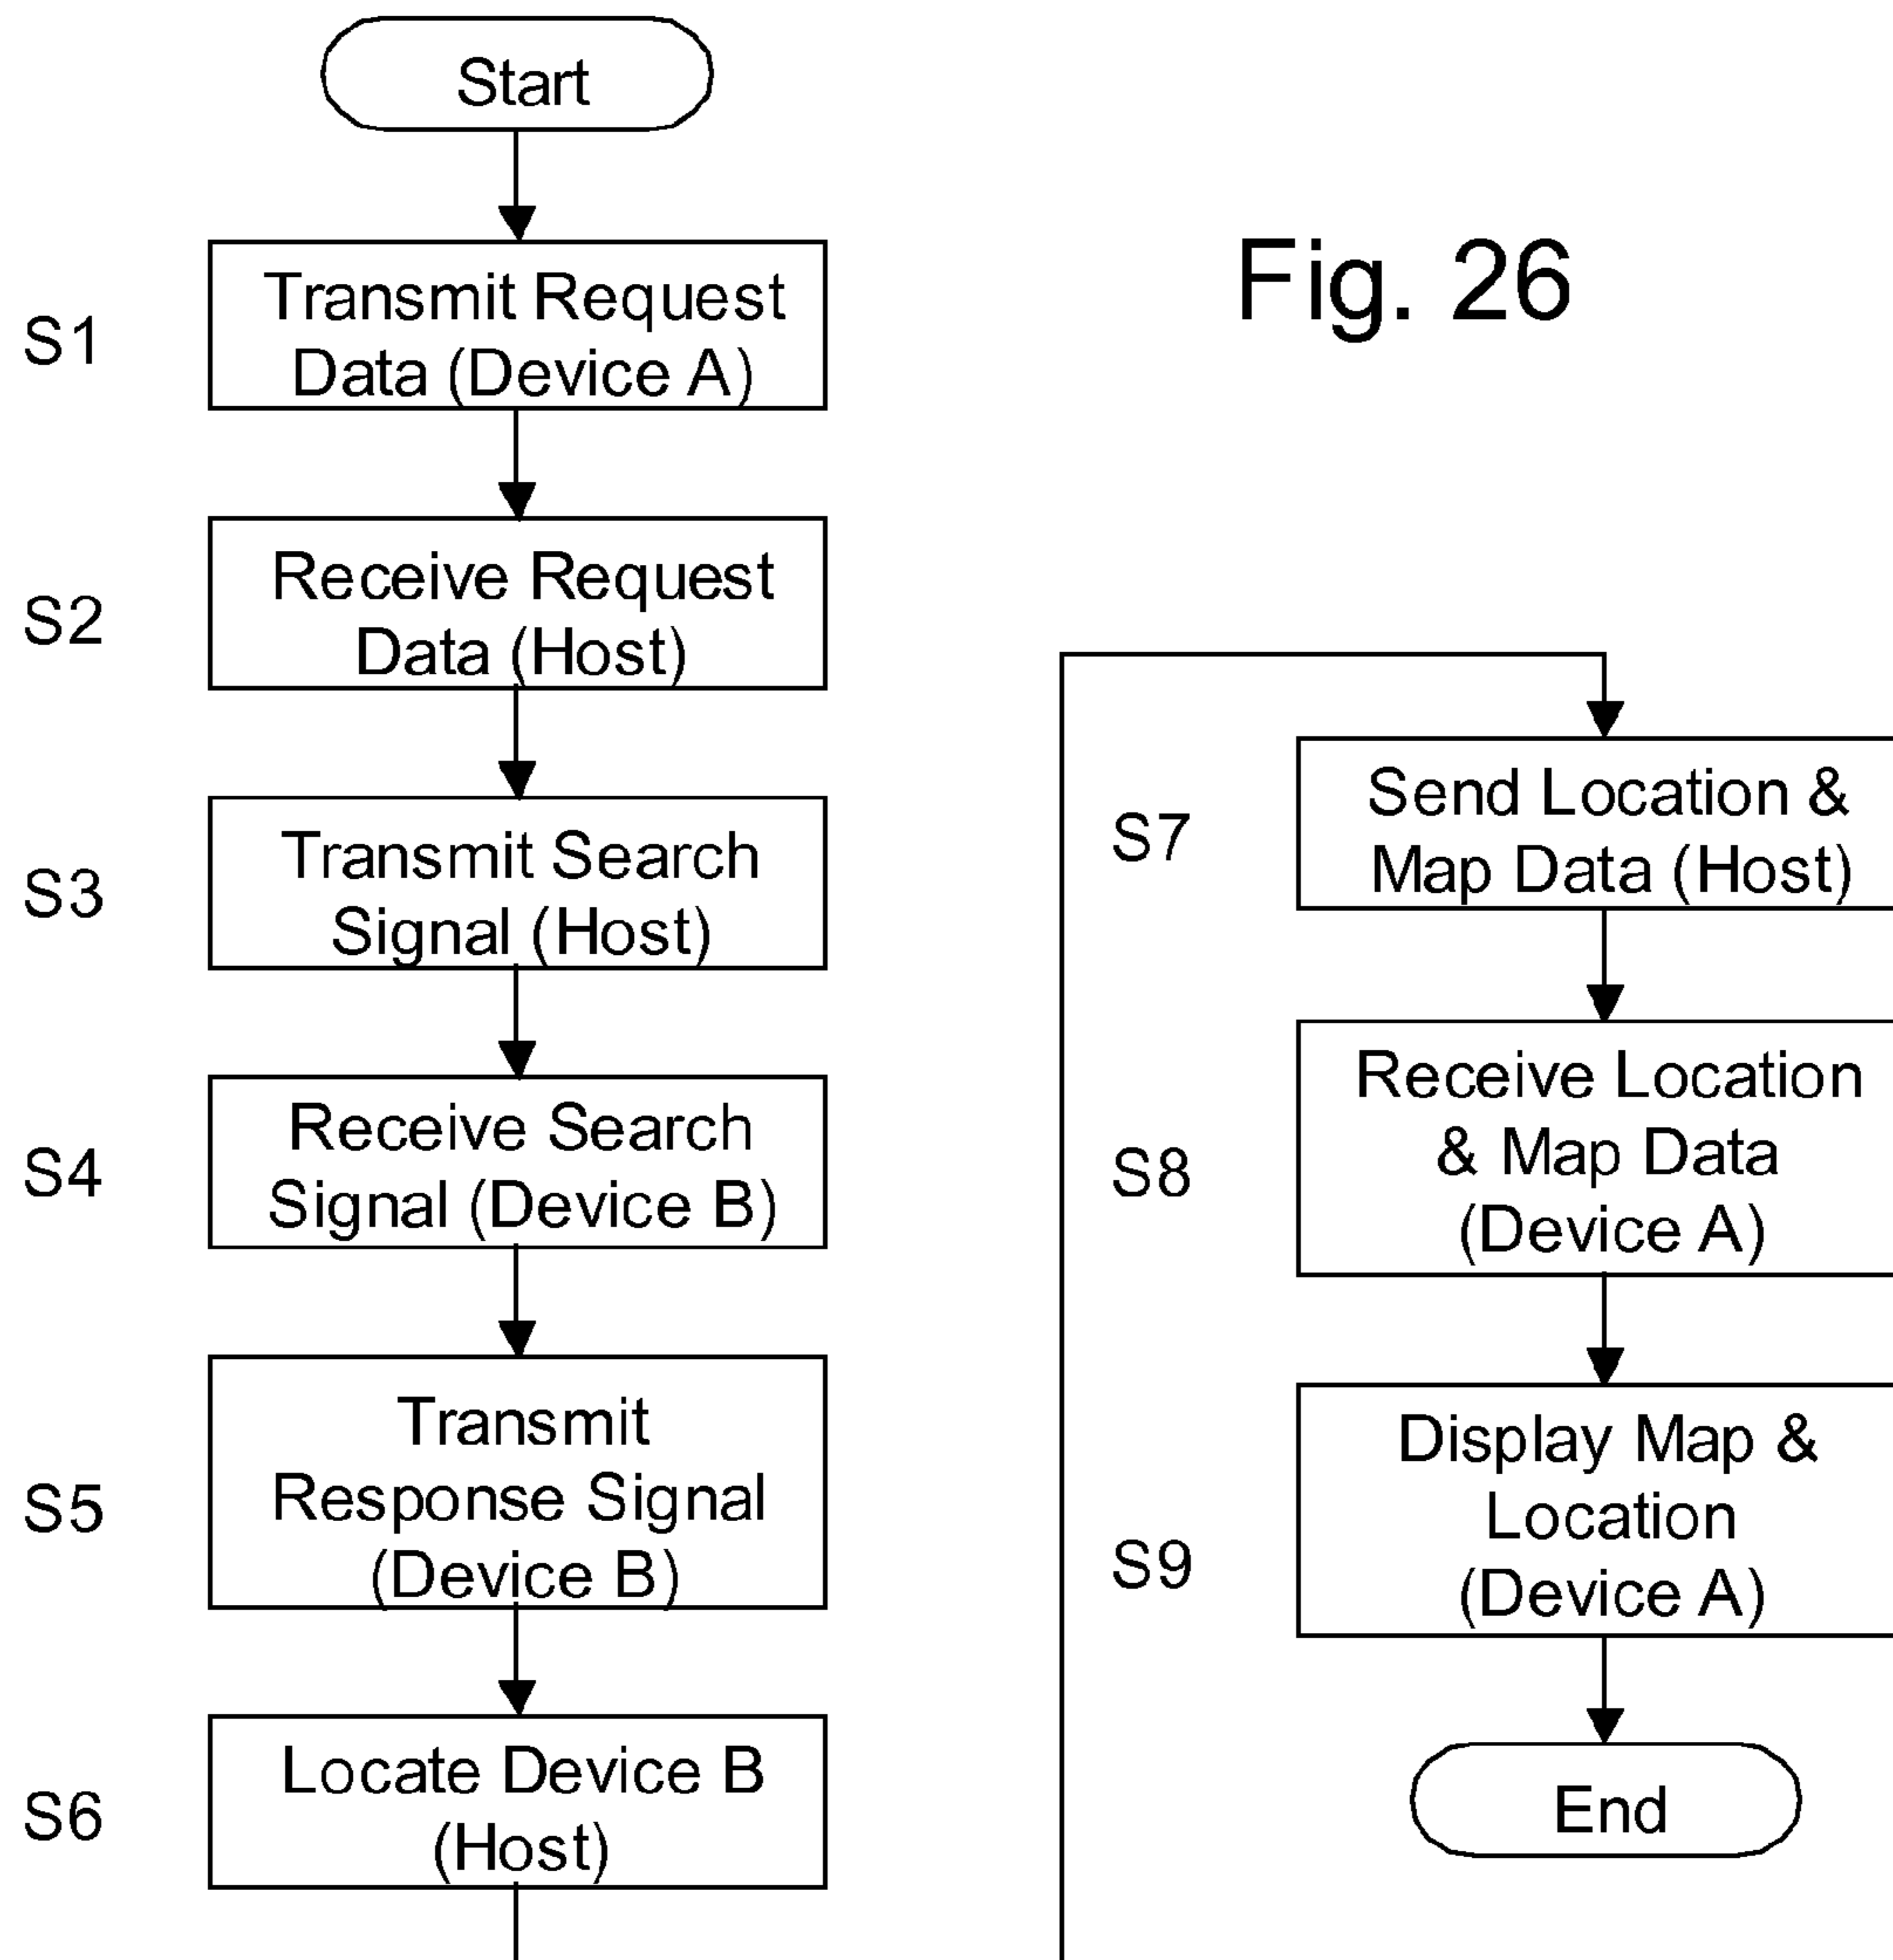 Fig. 26
Start
S1
Transmit Request
Data (Device A)
S2
Receive Request
Data (Host)
S3
Transmit Search
Signal (Host)
S4
Receive Search
Signal (Device B)
S5
Transmit
Response Signal
(Device B)
S6
Locate Device B
(Host)
S7
Send Location &
Map Data (Host)
S8
Receive Location
& Map Data
(Device A)
S9
Display Map &
Location
(Device A)
End